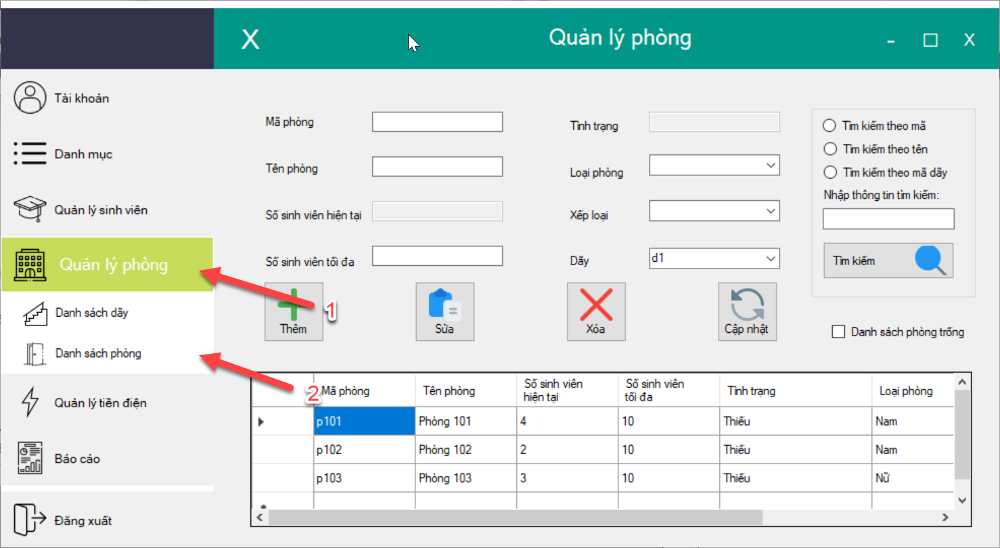 X
Quản lý phòng
- □ X
Tài khoản
Danh mục
Quản lý sinh viên
Quản lý phòng
Danh sách dãy
Danh sách phòng
Quản lý tiền điện
Báo cáo
Đăng xuất
1
2
Mã phòng
Tên phòng
Số sinh viên hiện tại
Số sinh viên tối đa
Tình trạng
Loại phòng
Xếp loại
Dãy d1
Tìm kiếm theo mã
Tìm kiếm theo tên
Tìm kiếm theo mã dãy
Nhập thông tin tìm kiếm:
Tìm kiếm
Thêm Sửa Xóa Cập nhật
Danh sách phòng trống
Mã phòng Tên phòng Số sinh viên hiện tại Số sinh viên tối đa Tình trạng Loại phòng
p101 Phòng 101 4 10 Thiếu Nam
p102 Phòng 102 2 10 Thiếu Nam
p103 Phòng 103 3 10 Thiếu Nữ